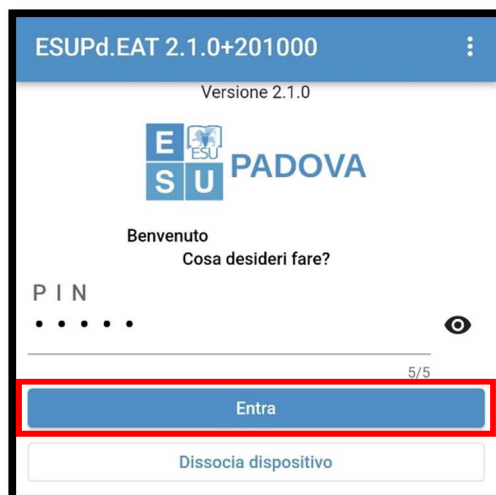 ESUPd.EAT 2.1.0+201000
Versione 2.1.0
E ESU
S U PADOVA
Benvenuto
Cosa desideri fare?
PIN
5/5
Entra
Dissocia dispositivo